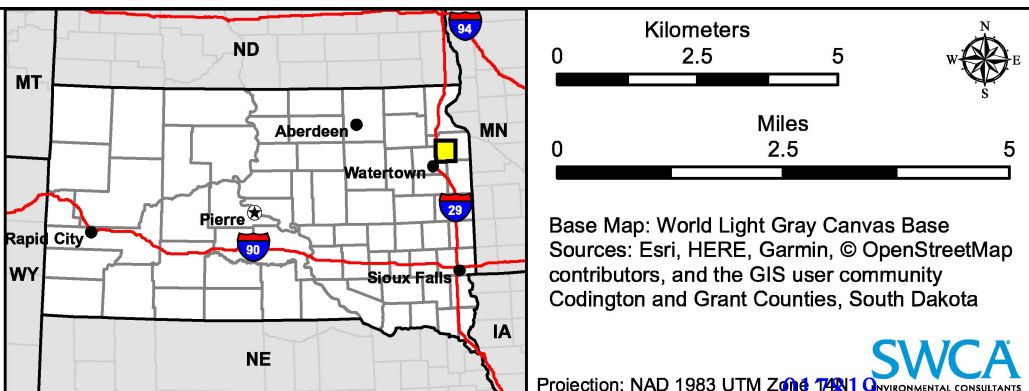 94
ND
MT
MN
Aberdeen
Watertown
29
Pierre
Rapid City
90
WY
Sioux Falls
IA
NE
Kilometers
0 2.5 5
N
W E
S
Miles
0 2.5 5
Base Map: World Light Gray Canvas Base
Sources: Esri, HERE, Garmin, © OpenStreetMap
contributors, and the GIS user community
Codington and Grant Counties, South Dakota
SWCA
ENVIRONMENTAL CONSULTANTS
Projection: NAD 1983 UTM Zone 14N